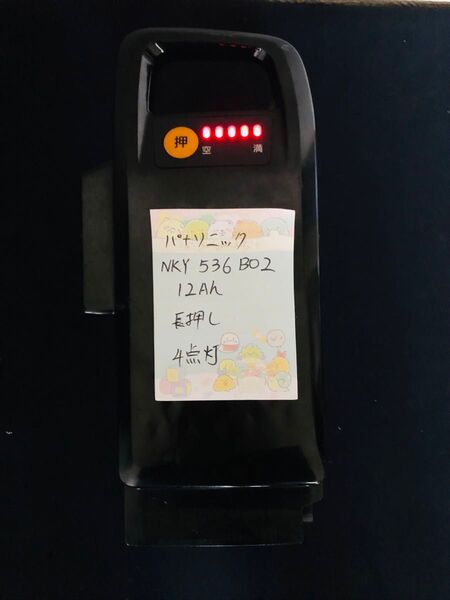 押
空 満
パナソニック
NKY 536 B02
12Ah
長押し
4点灯